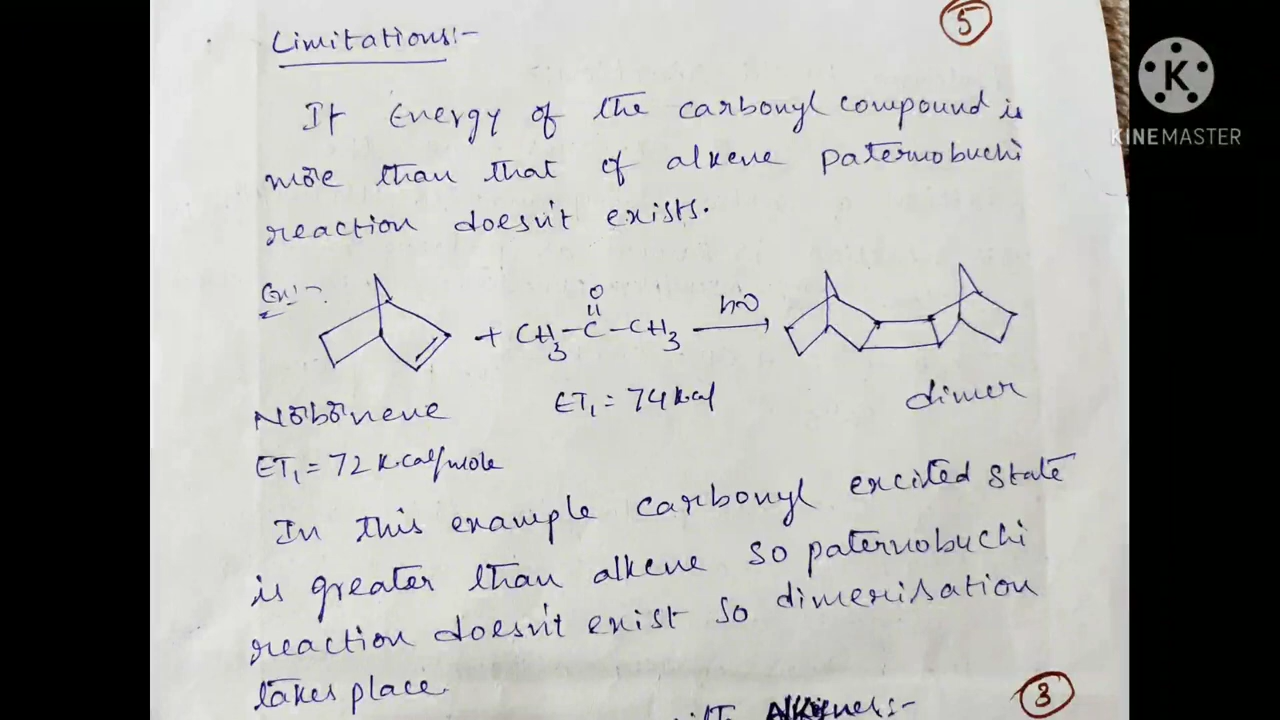 Limitations:-
5
K
KINEMASTER
If Energy of the carbonyl compound is
more than that of alkene paternobuchi
reaction doesn't exists.
Ex:-
+ CH3-C-CH3
O
hν
Norbornene
ET1 = 74 kcal
dimer
ET1 = 72 K.cal/mole
In this example carbonyl excited state
is greater than alkene so paternobuchi
reaction doesn't exist so dimerisation
takes place.
3